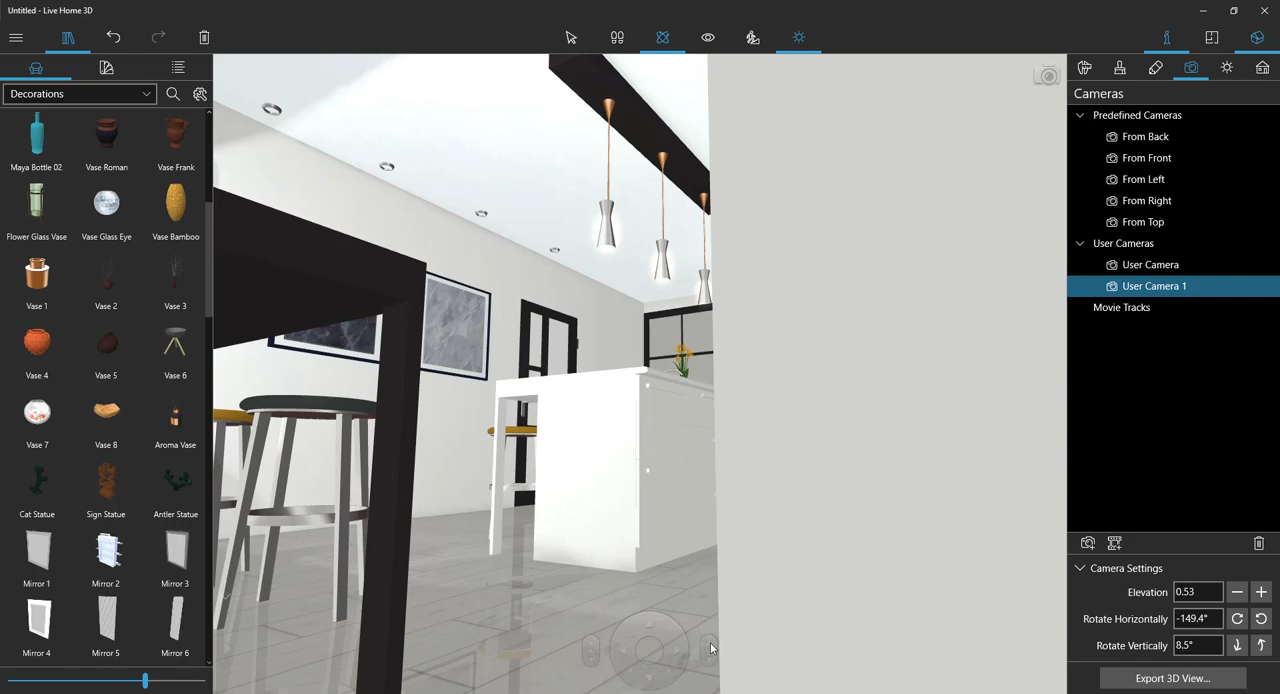 Untitled - Live Home 3D
Decorations
Maya Bottle 02
Vase Roman
Vase Frank
Flower Glass Vase
Vase Glass Eye
Vase Bamboo
Vase 1
Vase 2
Vase 3
Vase 4
Vase 5
Vase 6
Vase 7
Vase 8
Aroma Vase
Cat Statue
Sign Statue
Antler Statue
Mirror 1
Mirror 2
Mirror 3
Mirror 4
Mirror 5
Mirror 6
Cameras
Predefined Cameras
From Back
From Front
From Left
From Right
From Top
User Cameras
User Camera
User Camera 1
Movie Tracks
Camera Settings
Elevation 0.53
Rotate Horizontally -149.4°
Rotate Vertically 8.5°
Export 3D View...